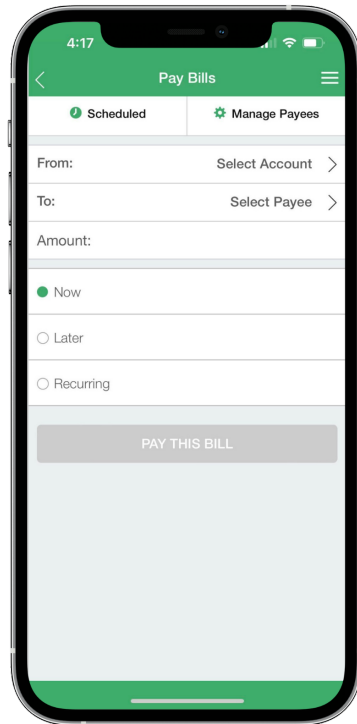 4:17
Pay Bills
Scheduled Manage Payees
From: Select Account
To: Select Payee
Amount:
Now
Later
Recurring
PAY THIS BILL